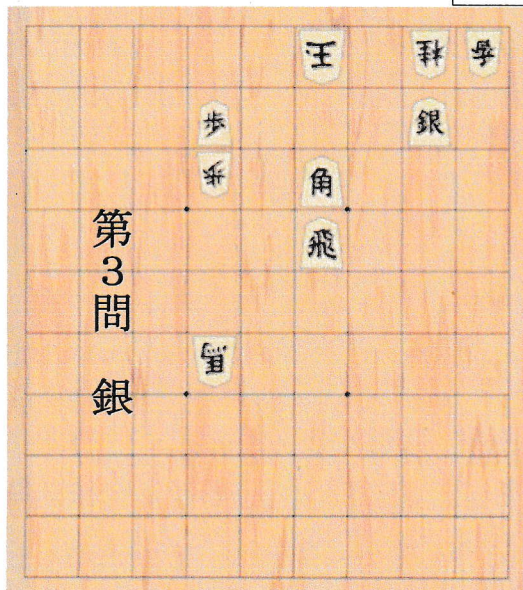 王 桂 香
歩 銀
歩 角
飛
馬
第3問 銀